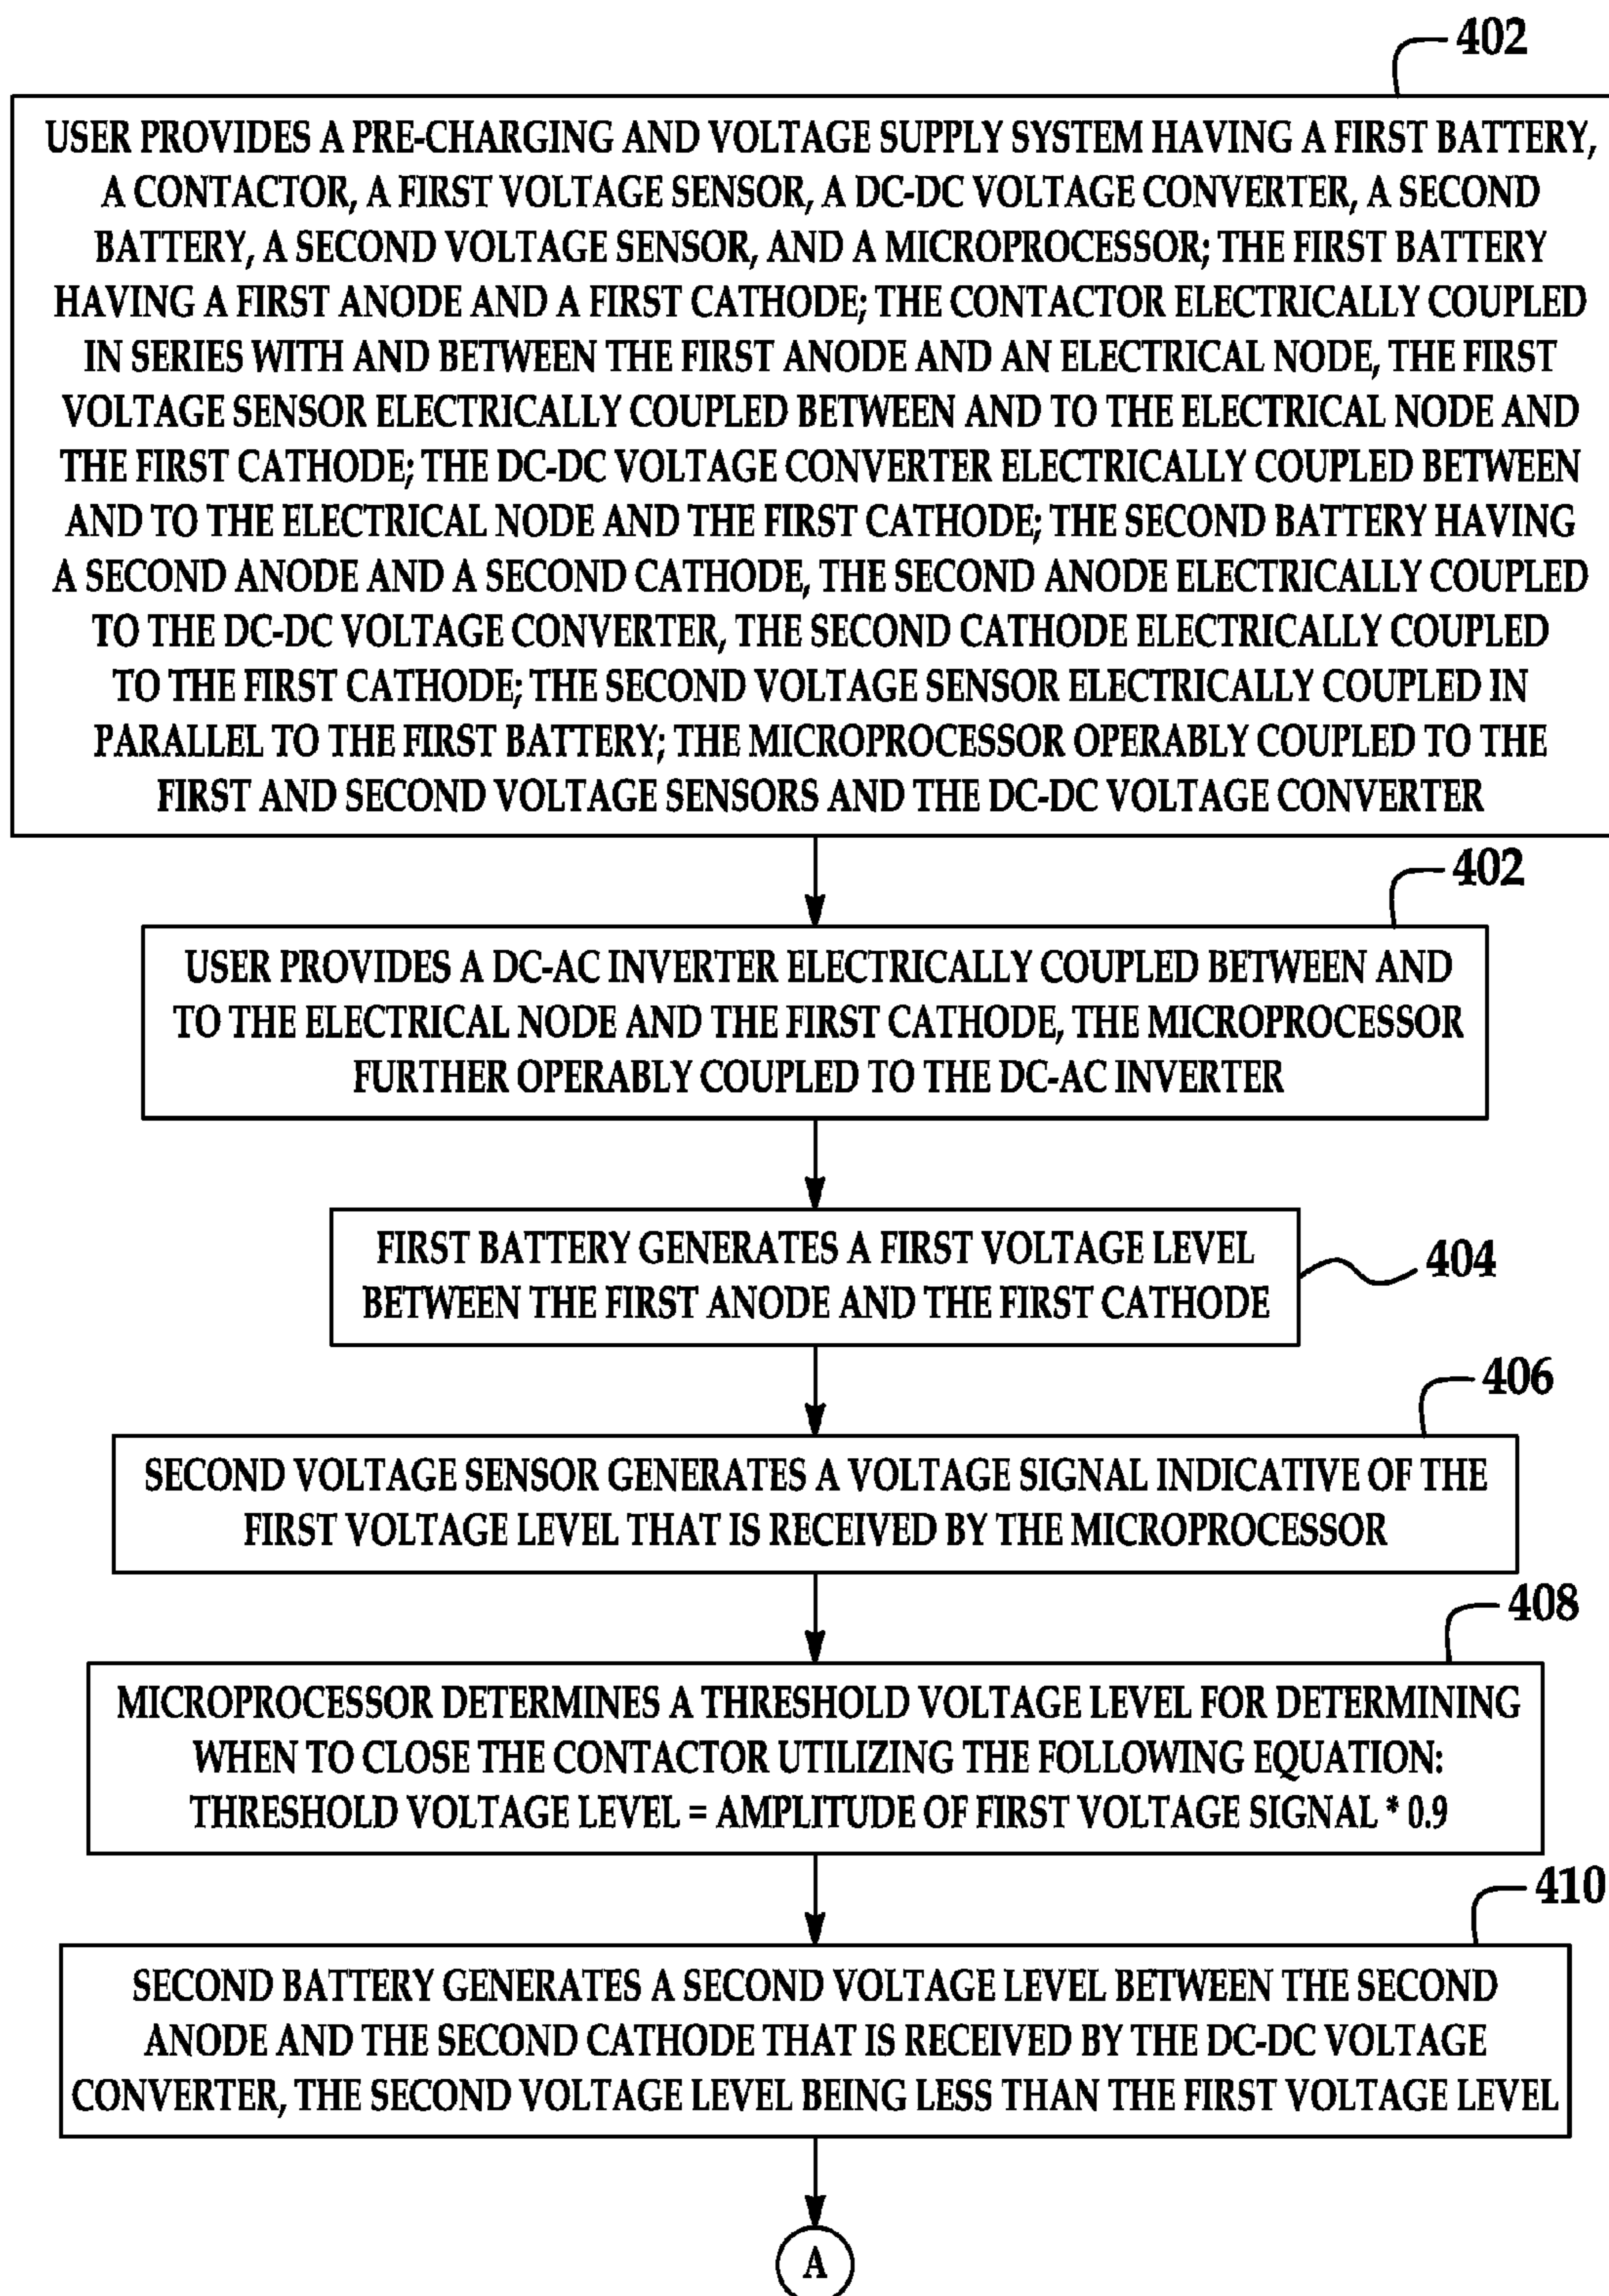 402
USER PROVIDES A PRE-CHARGING AND VOLTAGE SUPPLY SYSTEM HAVING A FIRST BATTERY,
A CONTACTOR, A FIRST VOLTAGE SENSOR, A DC-DC VOLTAGE CONVERTER, A SECOND
BATTERY, A SECOND VOLTAGE SENSOR, AND A MICROPROCESSOR; THE FIRST BATTERY
HAVING A FIRST ANODE AND A FIRST CATHODE; THE CONTACTOR ELECTRICALLY COUPLED
IN SERIES WITH AND BETWEEN THE FIRST ANODE AND AN ELECTRICAL NODE, THE FIRST
VOLTAGE SENSOR ELECTRICALLY COUPLED BETWEEN AND TO THE ELECTRICAL NODE AND
THE FIRST CATHODE; THE DC-DC VOLTAGE CONVERTER ELECTRICALLY COUPLED BETWEEN
AND TO THE ELECTRICAL NODE AND THE FIRST CATHODE; THE SECOND BATTERY HAVING
A SECOND ANODE AND A SECOND CATHODE, THE SECOND ANODE ELECTRICALLY COUPLED
TO THE DC-DC VOLTAGE CONVERTER, THE SECOND CATHODE ELECTRICALLY COUPLED
TO THE FIRST CATHODE; THE SECOND VOLTAGE SENSOR ELECTRICALLY COUPLED IN
PARALLEL TO THE FIRST BATTERY; THE MICROPROCESSOR OPERABLY COUPLED TO THE
FIRST AND SECOND VOLTAGE SENSORS AND THE DC-DC VOLTAGE CONVERTER
402
USER PROVIDES A DC-AC INVERTER ELECTRICALLY COUPLED BETWEEN AND
TO THE ELECTRICAL NODE AND THE FIRST CATHODE, THE MICROPROCESSOR
FURTHER OPERABLY COUPLED TO THE DC-AC INVERTER
FIRST BATTERY GENERATES A FIRST VOLTAGE LEVEL
BETWEEN THE FIRST ANODE AND THE FIRST CATHODE
404
406
SECOND VOLTAGE SENSOR GENERATES A VOLTAGE SIGNAL INDICATIVE OF THE
FIRST VOLTAGE LEVEL THAT IS RECEIVED BY THE MICROPROCESSOR
408
MICROPROCESSOR DETERMINES A THRESHOLD VOLTAGE LEVEL FOR DETERMINING
WHEN TO CLOSE THE CONTACTOR UTILIZING THE FOLLOWING EQUATION:
THRESHOLD VOLTAGE LEVEL = AMPLITUDE OF FIRST VOLTAGE SIGNAL * 0.9
410
SECOND BATTERY GENERATES A SECOND VOLTAGE LEVEL BETWEEN THE SECOND
ANODE AND THE SECOND CATHODE THAT IS RECEIVED BY THE DC-DC VOLTAGE
CONVERTER, THE SECOND VOLTAGE LEVEL BEING LESS THAN THE FIRST VOLTAGE LEVEL
A